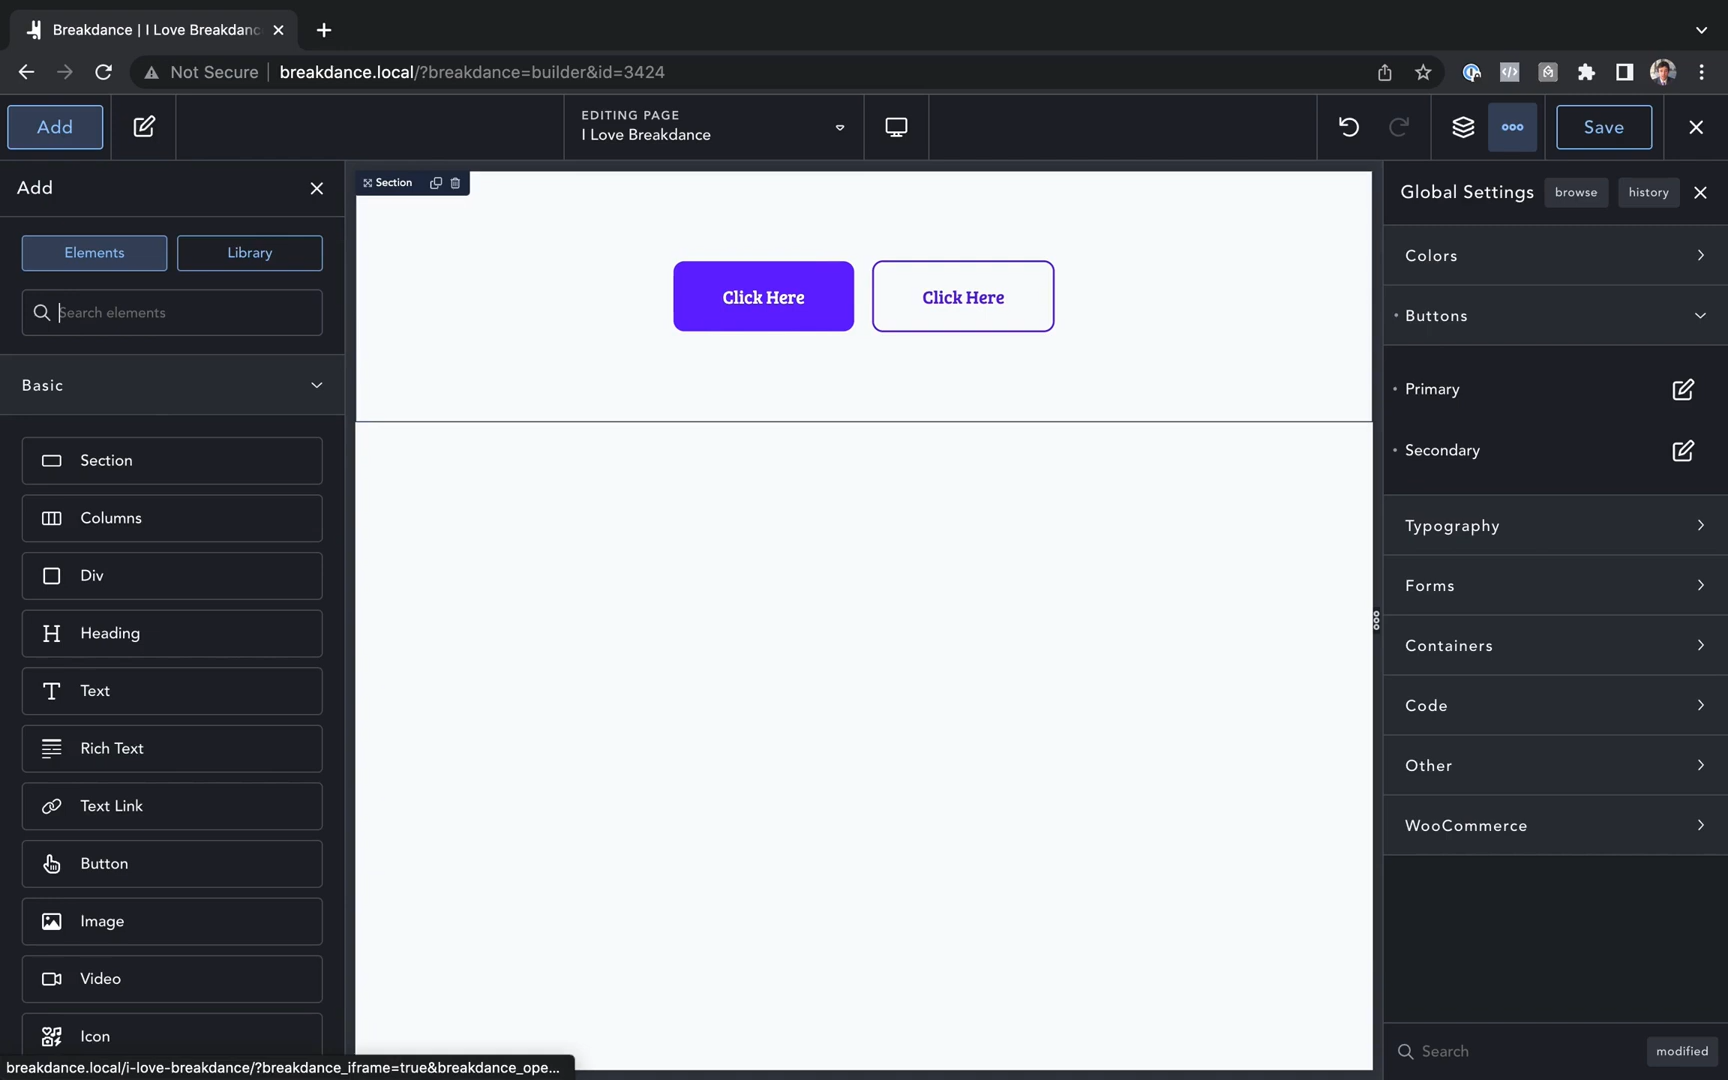 Breakdance | I Love Breakdanc
Not Secure
breakdance.local/?breakdance=builder&id=3424
Add
EDITING PAGE
I Love Breakdance
Save
Add
Elements
Library
Search elements
Basic
Section
Columns
Div
Heading
Text
Rich Text
Text Link
Button
Image
Video
Icon
Section
Click Here
Click Here
Global Settings
browse
history
Colors
Buttons
Primary
Secondary
Typography
Forms
Containers
Code
Other
WooCommerce
Search
modified
breakdance.local/i-love-breakdance/?breakdance_iframe=true&breakdance_ope...